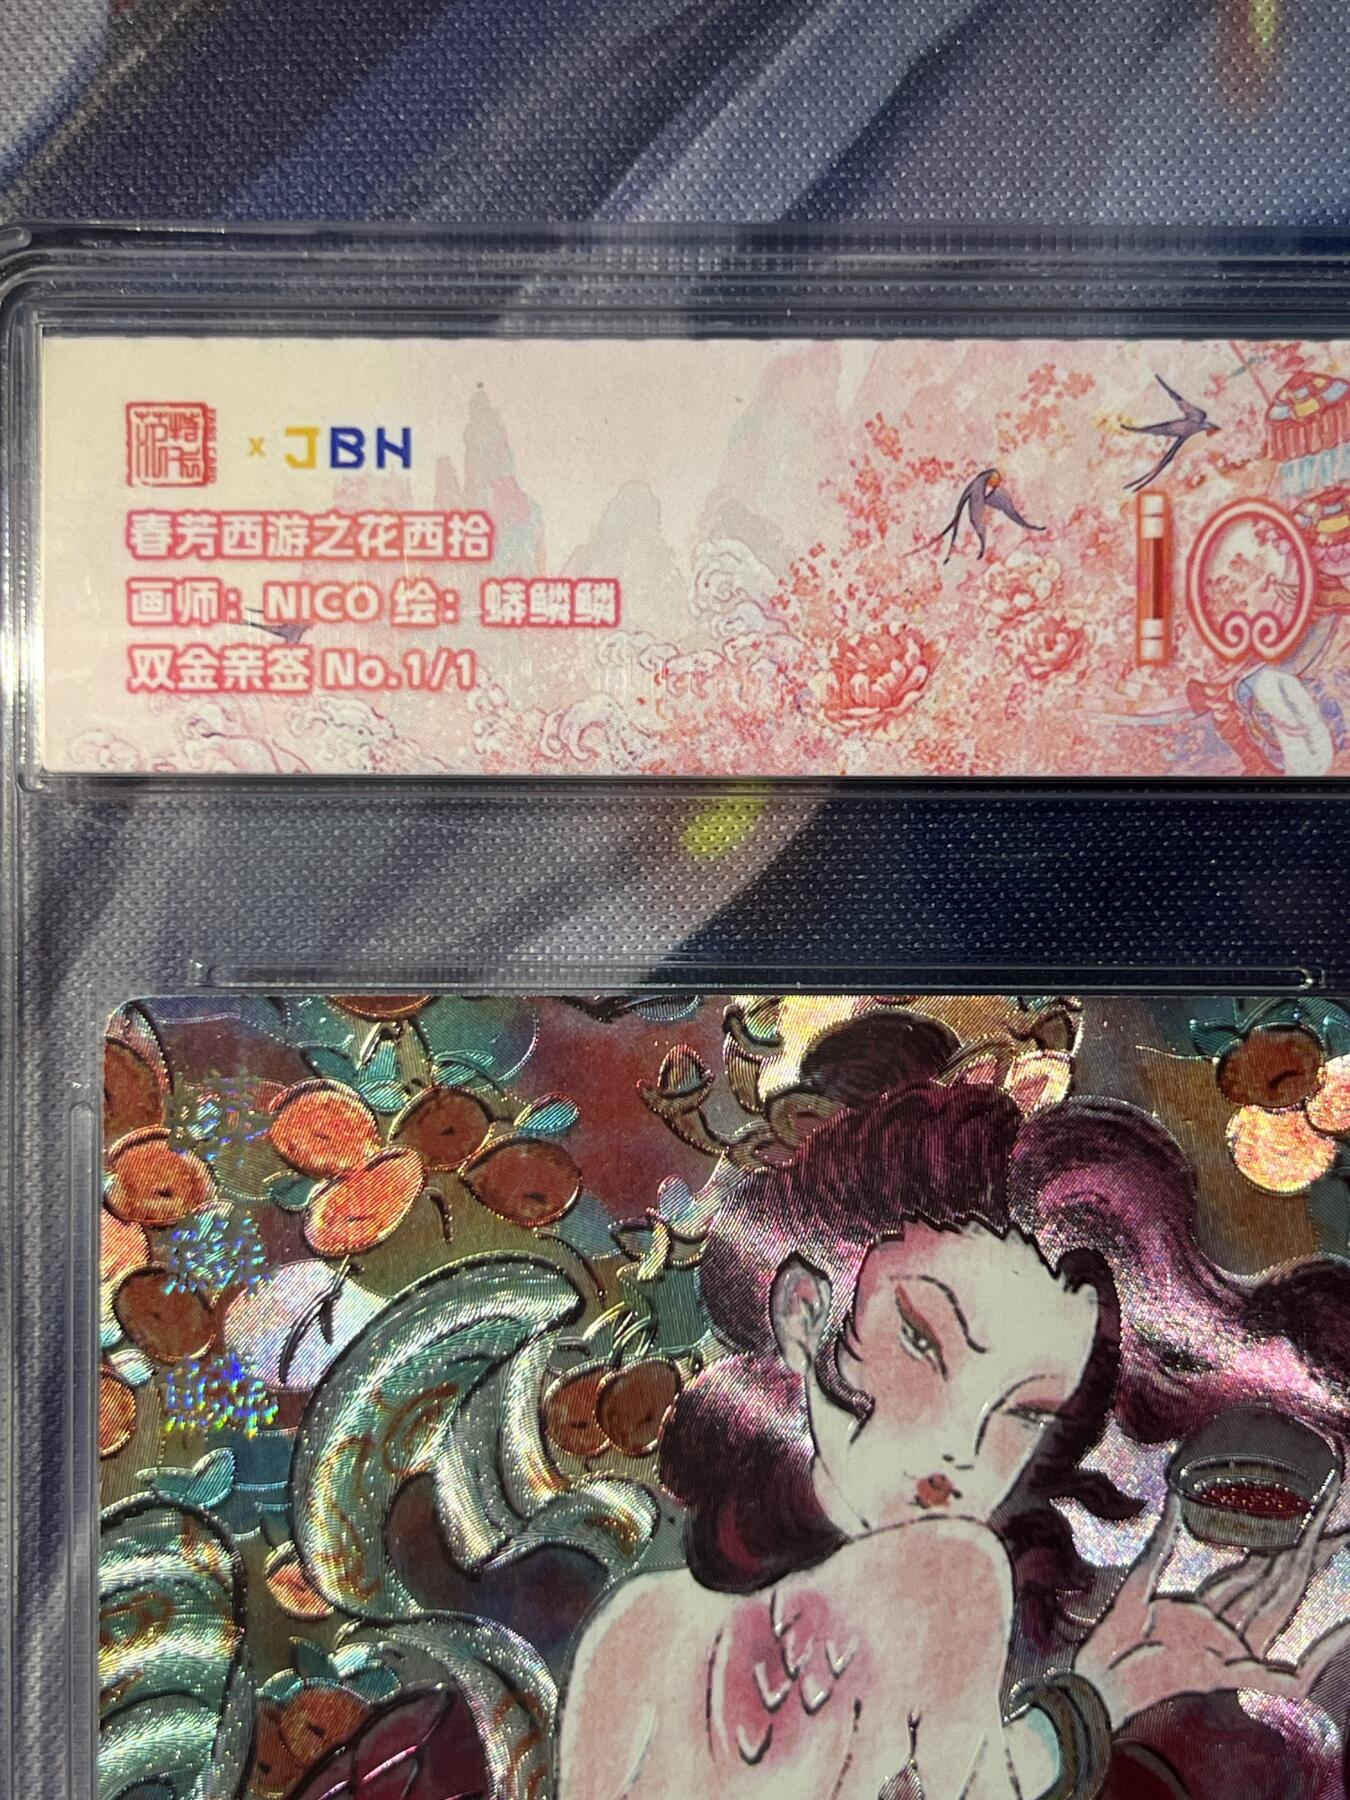 x JBH
春芳西游之花西拾
画师：NICO 绘：蟒鳞鳞
双金亲签 No.1/1
10